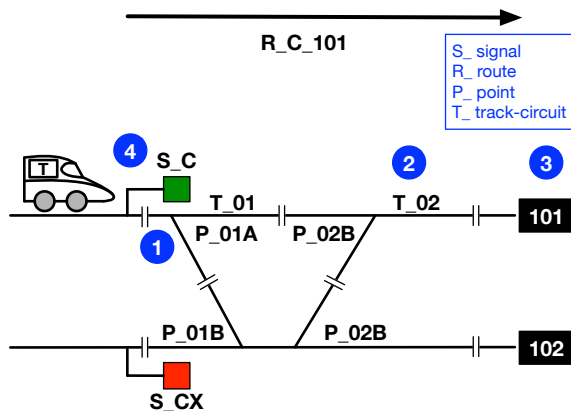 R_C_101
S_ signal
R_ route
P_ point
T_ track-circuit
4
S_C
2
3
T
T_01
T_02
101
1
P_01A
P_02B
P_01B
P_02B
102
S_CX